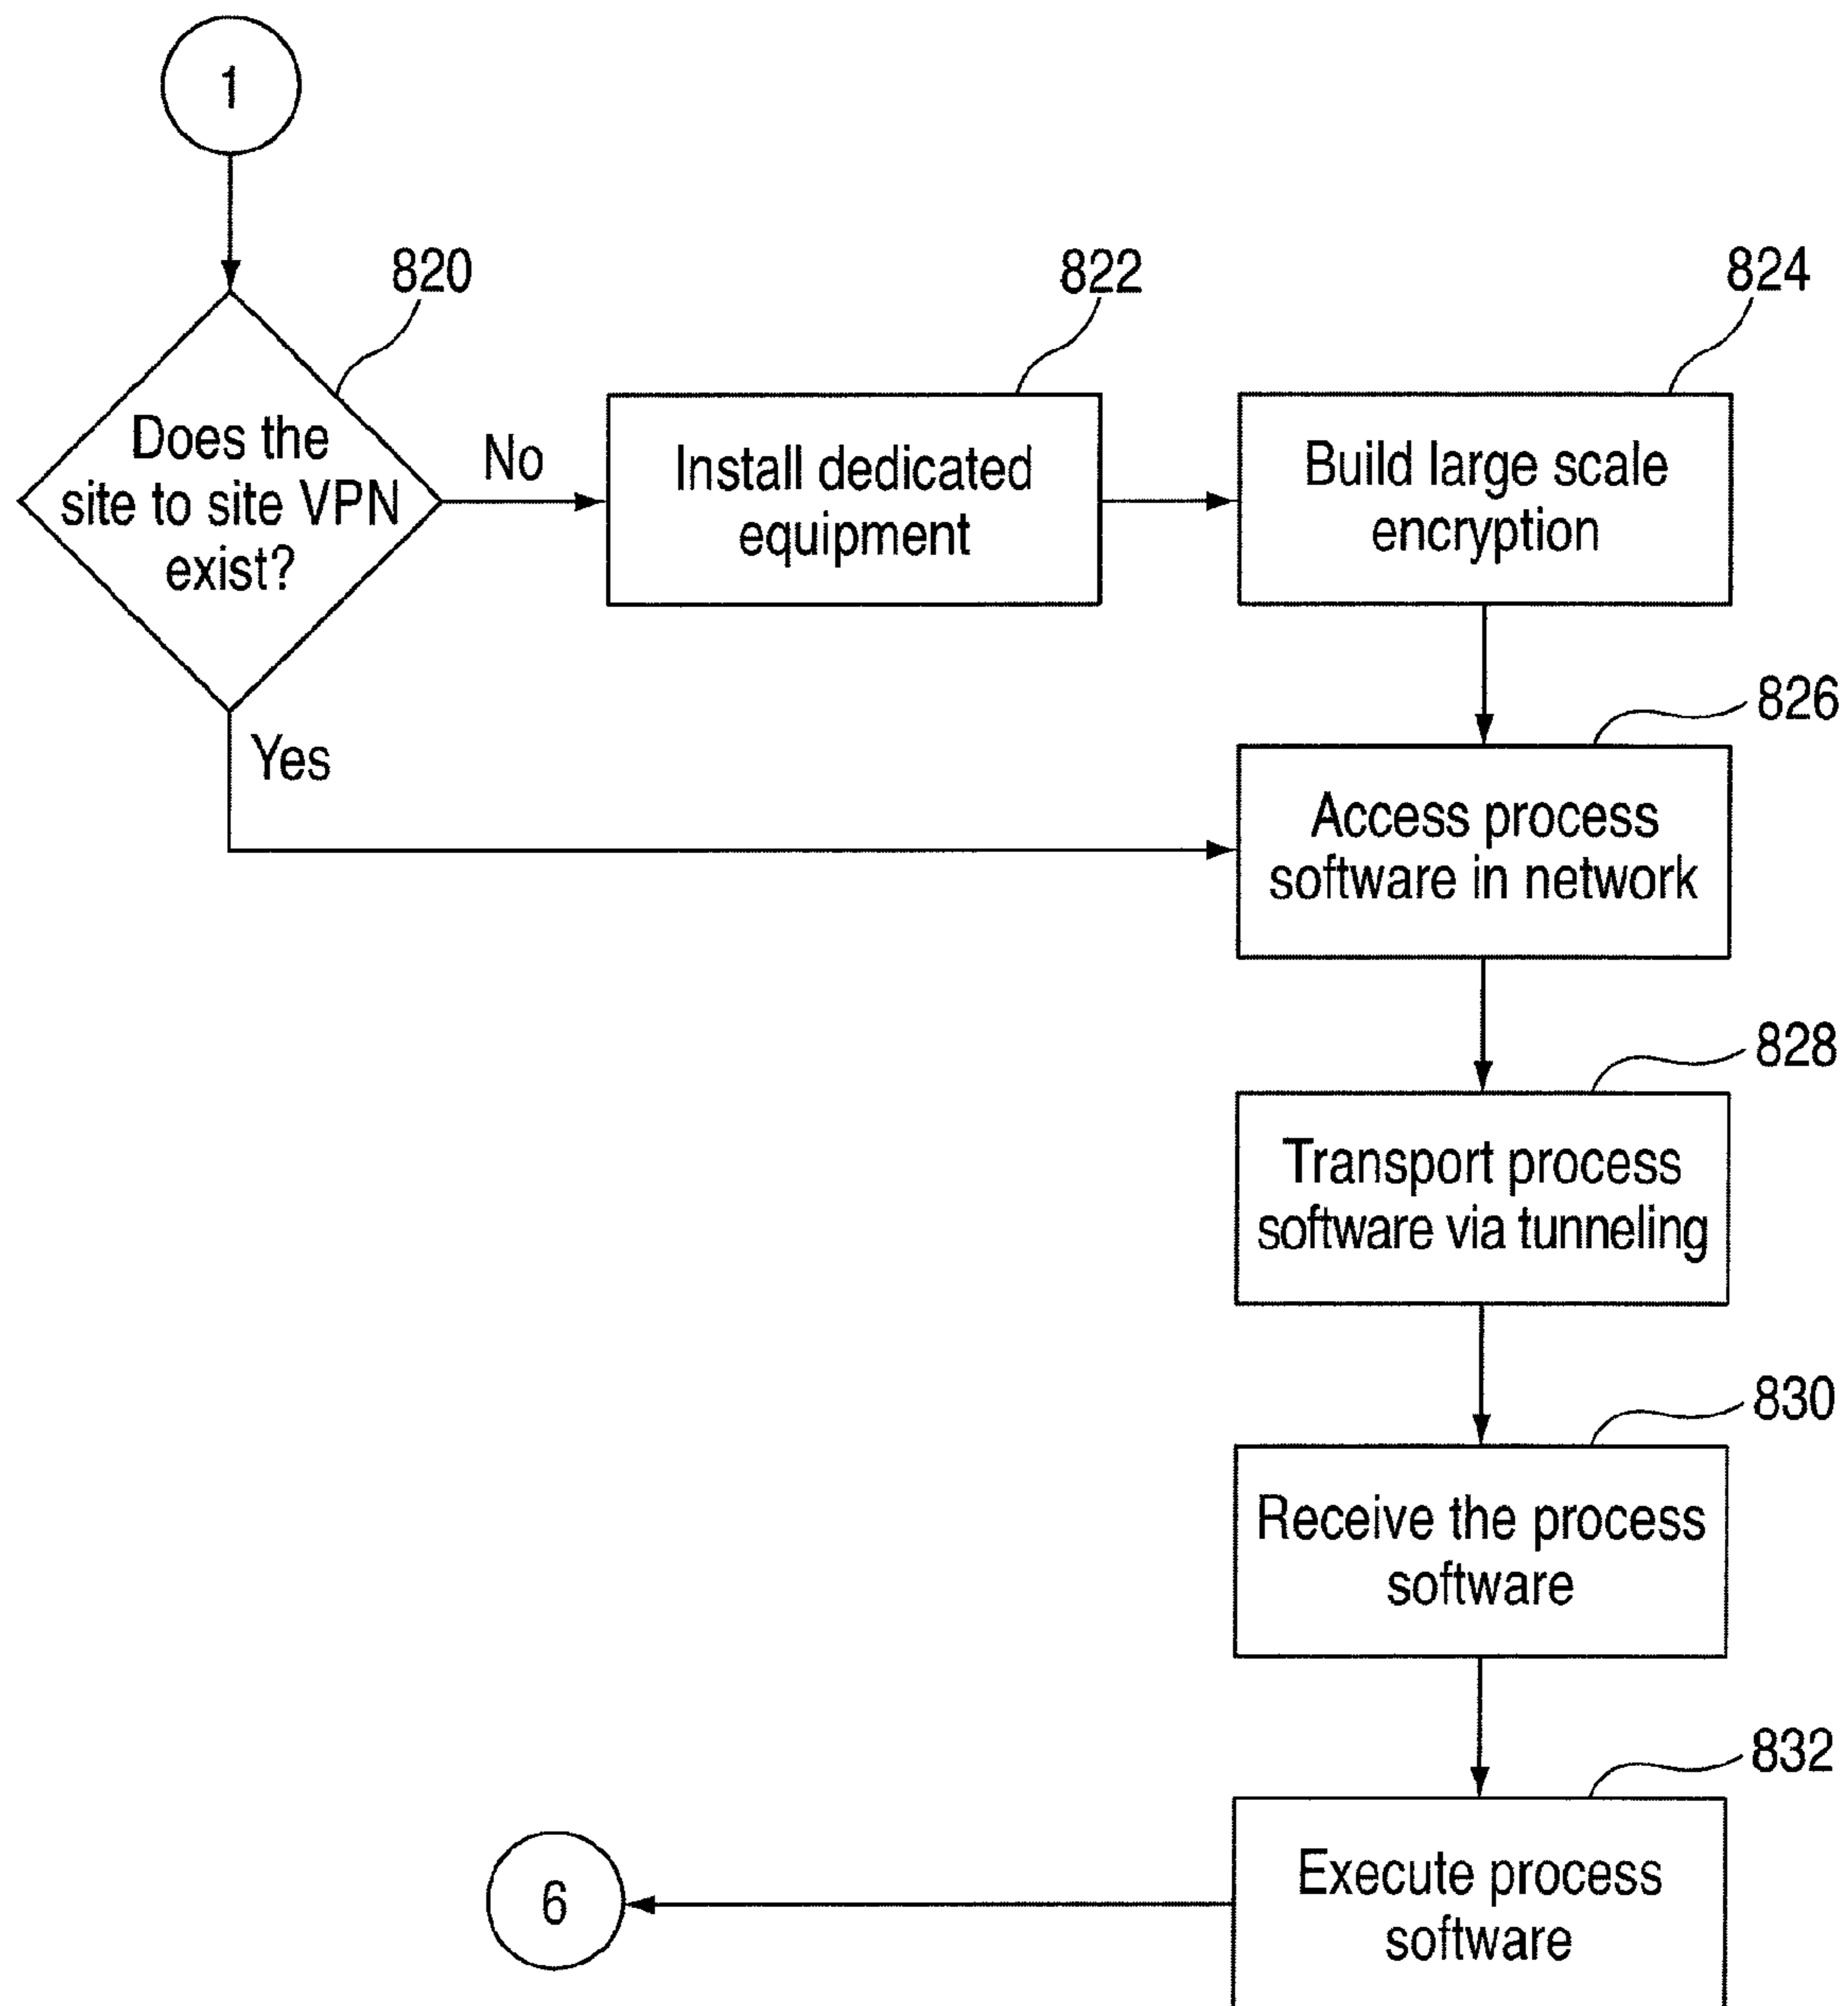 1
820
822
824
Does the
site to site VPN
exist?
No
Install dedicated
equipment
Build large scale
encryption
Yes
826
Access process
software in network
828
Transport process
software via tunneling
830
Receive the process
software
832
Execute process
software
6